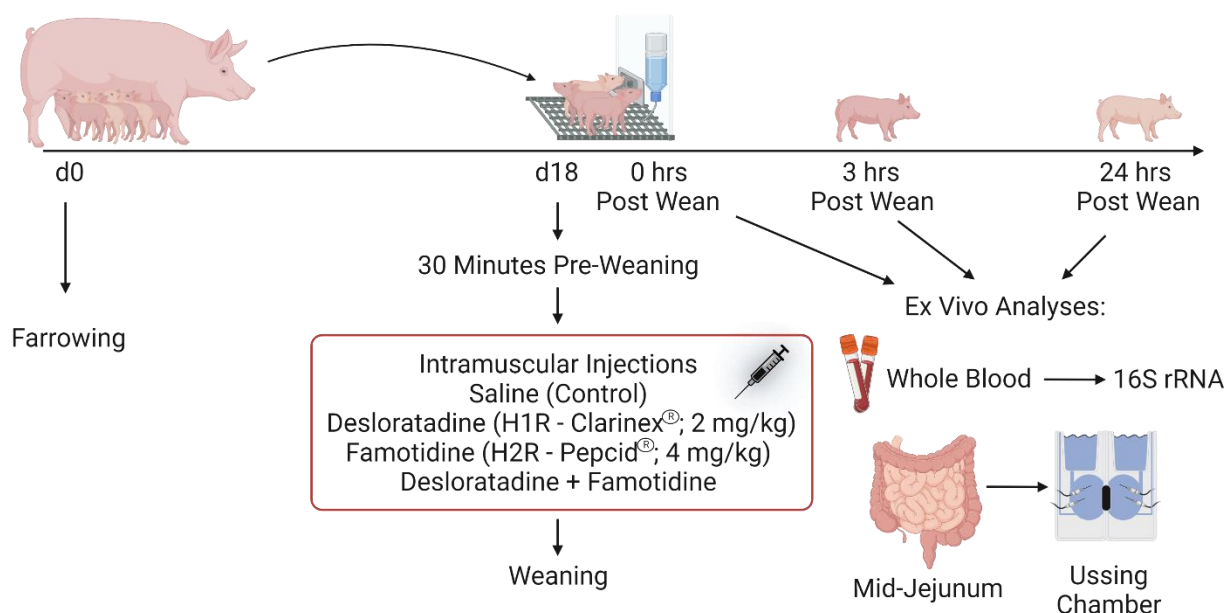 d0
d18
0 hrs
Post Wean
3 hrs
Post Wean
24 hrs
Post Wean
Farrowing
30 Minutes Pre-Weaning
Intramuscular Injections
Saline (Control)
Desloratadine (H1R - Clarinex®; 2 mg/kg)
Famotidine (H2R - Pepcid®; 4 mg/kg)
Desloratadine + Famotidine
Weaning
Ex Vivo Analyses:
Whole Blood
16S rRNA
Mid-Jejunum
Ussing
Chamber